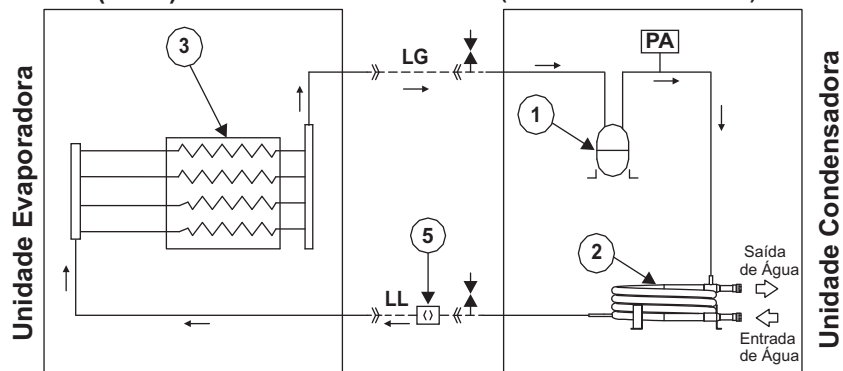 Unidade Evaporadora
3
LG
PA
1
5
LL
2
Saída
de Água
Entrada
de Água
Unidade Condensadora